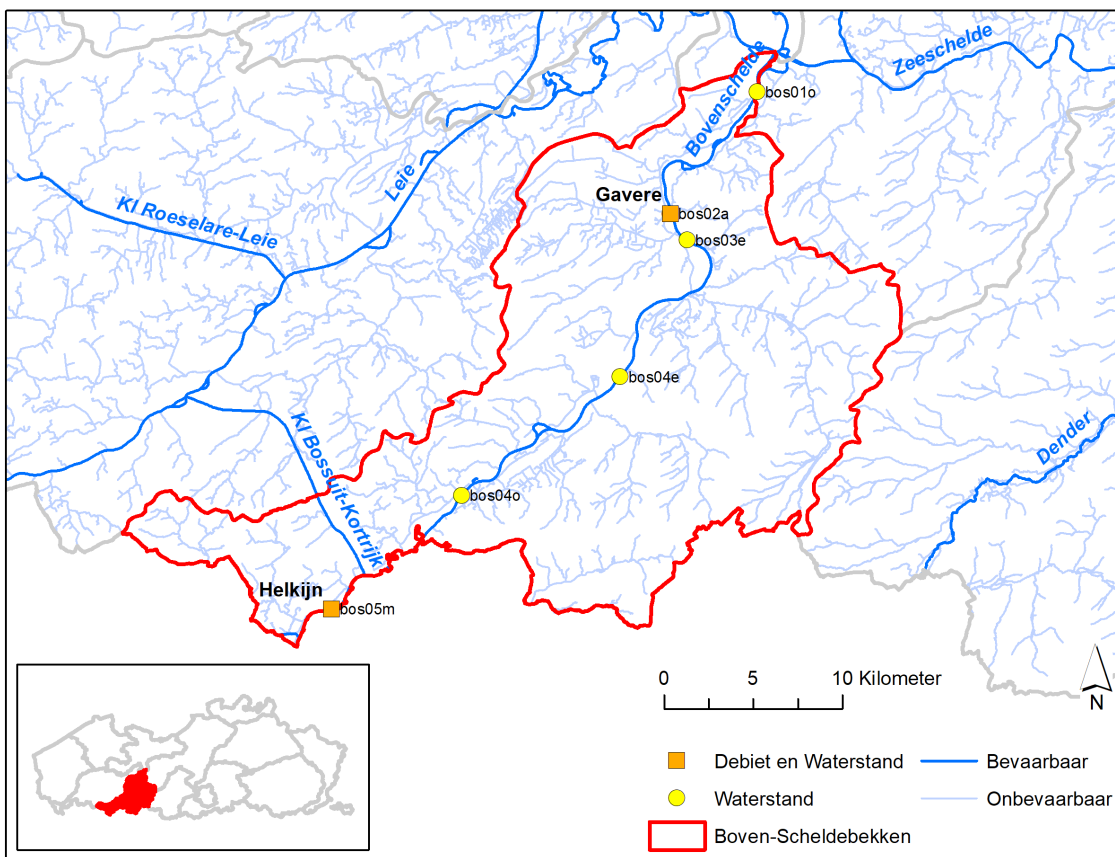 Zeeschelde
Bovenschelde
bos01o
Leie
Gavere
bos02a
Kl Roeselare-Leie
bos03e
bos04e
Kl Bossuit-Kortrijk
Dender
bos04o
Helkijn
bos05m
0 5 10 Kilometer
N
Debiet en Waterstand
Bevaarbaar
Waterstand
Onbevaarbaar
Boven-Scheldebekken